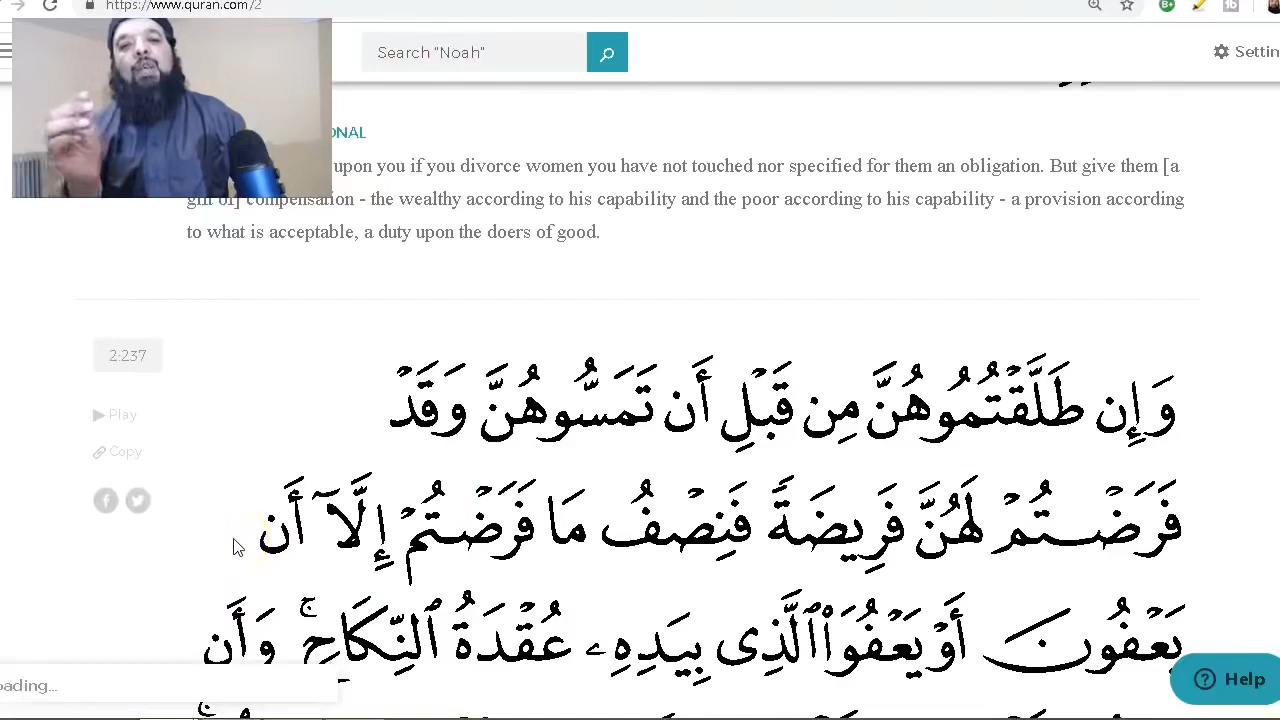 https://www.quran.com/2
Search "Noah"
Settin
ONAL
upon you if you divorce women you have not touched nor specified for them an obligation. But give them [a
gift of] compensation - the wealthy according to his capability and the poor according to his capability - a provision according
to what is acceptable, a duty upon the doers of good.
2:237
وَإِن طَلَّقْتُمُوهُنَّ مِن قَبْلِ أَن تَمَسُّوهُنَّ وَقَدْ
Play
Copy
فَرَضْتُمْ لَهُنَّ فَرِيضَةً فَنِصْفُ مَا فَرَضْتُمْ إِلَّآ أَن
يَعْفُونَ أَوْ يَعْفُوَا۟ ٱلَّذِى بِيَدِهِۦ عُقْدَةُ ٱلنِّكَاحِ ۚ وَأَن
oading...
Help